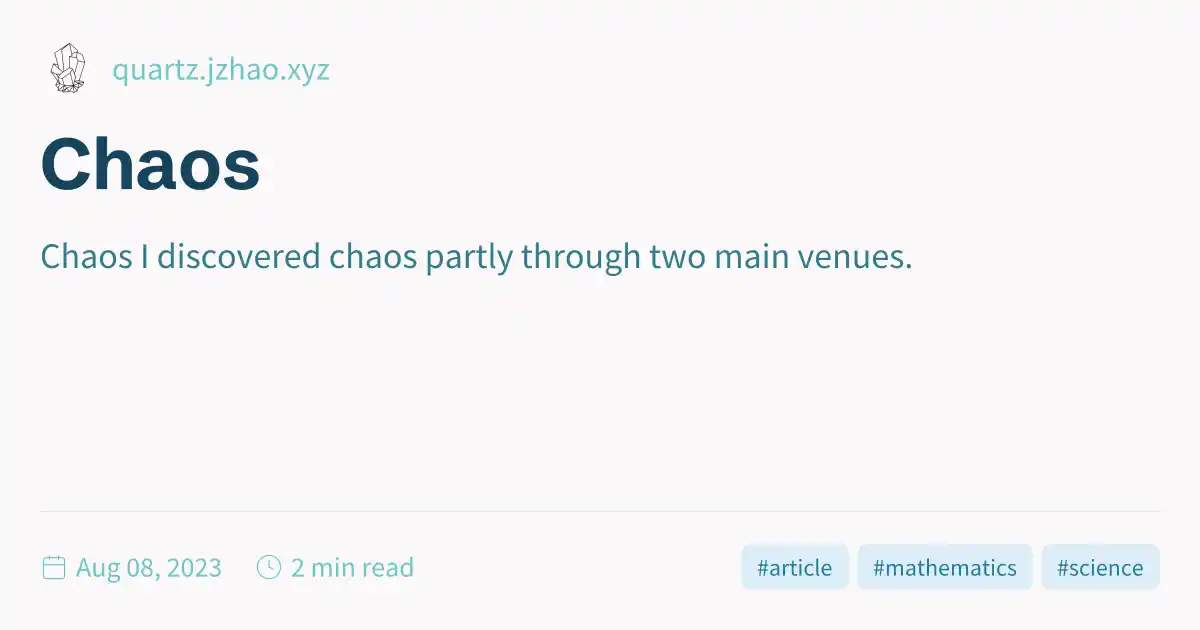 quartz.jzhao.xyz
Chaos
Chaos I discovered chaos partly through two main venues.
Aug 08, 2023 2 min read #article #mathematics #science